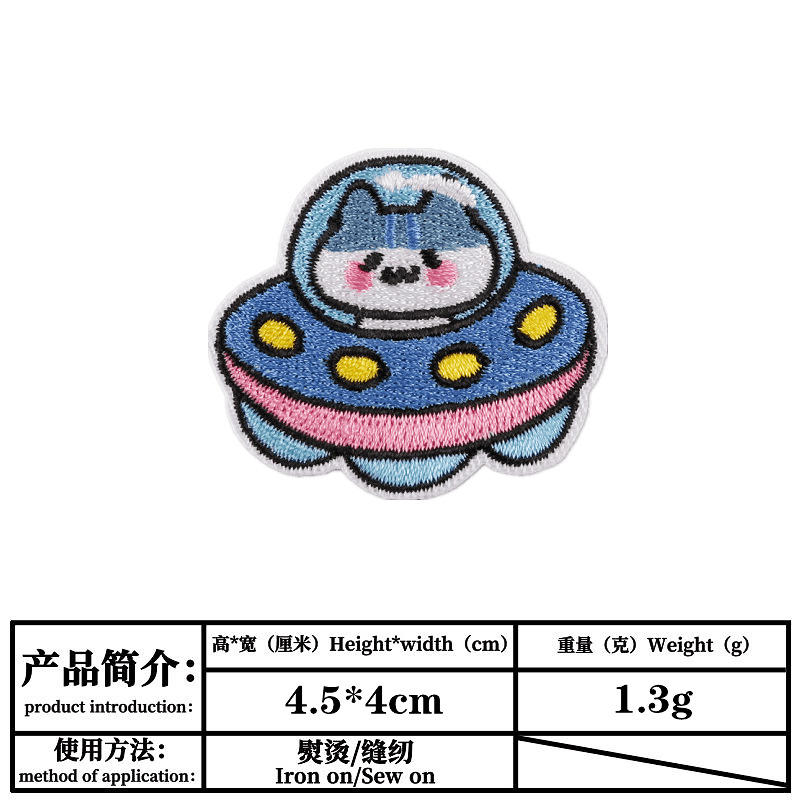 产品简介：
product introduction:
高*宽（厘米）Height*width（cm）
重量（克）Weight（g）
4.5*4cm
1.3g
使用方法：
method of application:
熨烫/缝纫
Iron on/Sew on